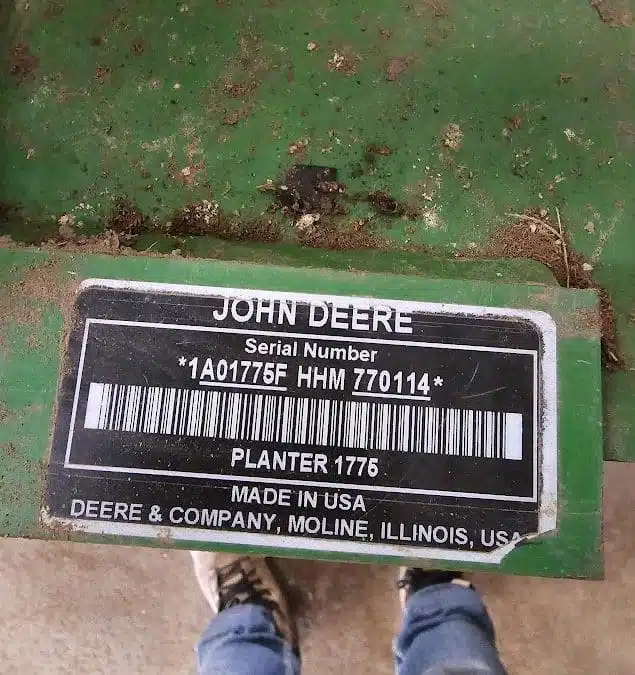 JOHN DEERE
Serial Number
*1A01775F HHM 770114*
PLANTER 1775
MADE IN USA
DEERE & COMPANY, MOLINE, ILLINOIS, USA